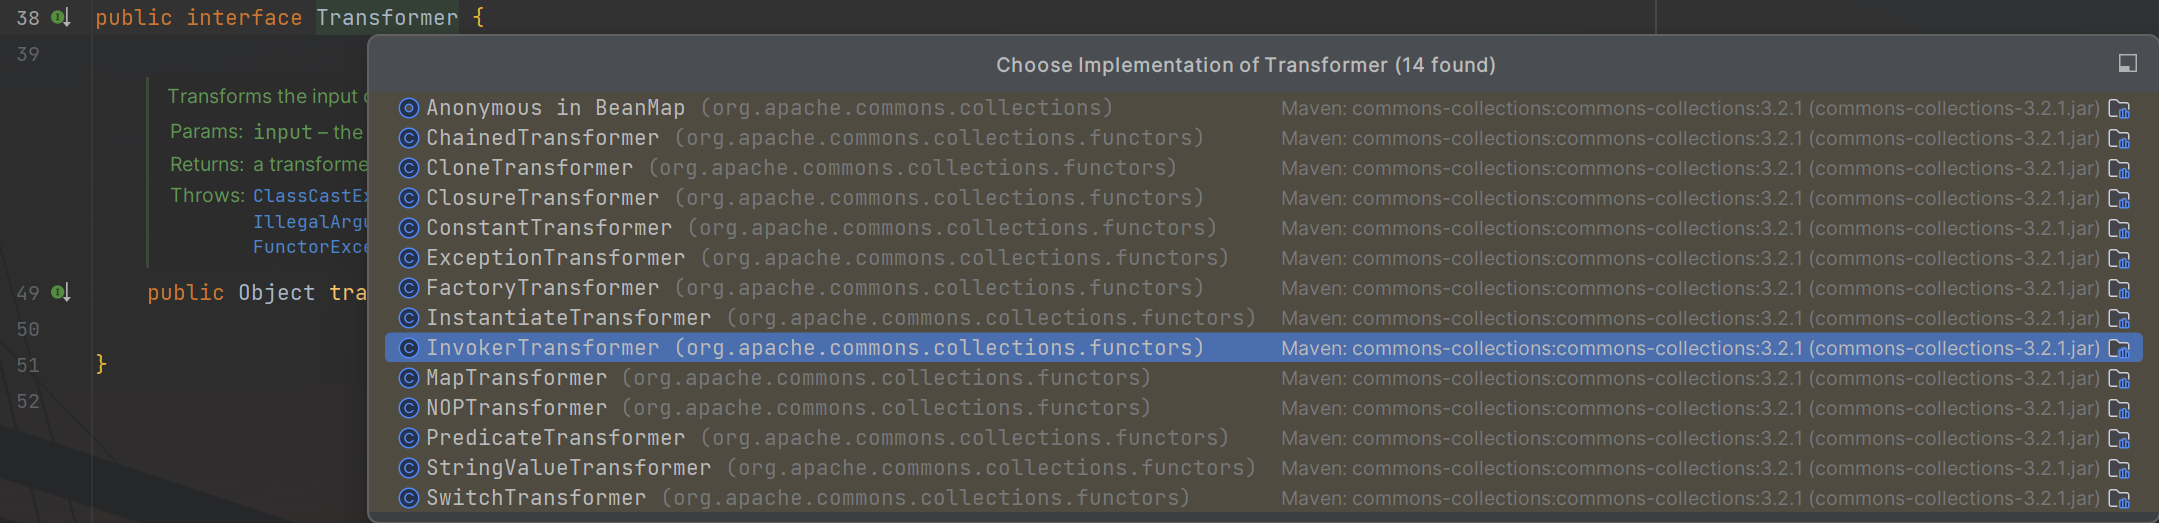 38 public interface Transformer {
39
Choose Implementation of Transformer (14 found)
Transforms the input
Params: input – the
Returns: a transforme
Throws: ClassCastEx
IllegalArgu
FunctorExce
49 public Object tra
50
51 }
52
Anonymous in BeanMap (org.apache.commons.collections) Maven: commons-collections:commons-collections:3.2.1 (commons-collections-3.2.1.jar)
ChainedTransformer (org.apache.commons.collections.functors) Maven: commons-collections:commons-collections:3.2.1 (commons-collections-3.2.1.jar)
CloneTransformer (org.apache.commons.collections.functors) Maven: commons-collections:commons-collections:3.2.1 (commons-collections-3.2.1.jar)
ClosureTransformer (org.apache.commons.collections.functors) Maven: commons-collections:commons-collections:3.2.1 (commons-collections-3.2.1.jar)
ConstantTransformer (org.apache.commons.collections.functors) Maven: commons-collections:commons-collections:3.2.1 (commons-collections-3.2.1.jar)
ExceptionTransformer (org.apache.commons.collections.functors) Maven: commons-collections:commons-collections:3.2.1 (commons-collections-3.2.1.jar)
FactoryTransformer (org.apache.commons.collections.functors) Maven: commons-collections:commons-collections:3.2.1 (commons-collections-3.2.1.jar)
InstantiateTransformer (org.apache.commons.collections.functors) Maven: commons-collections:commons-collections:3.2.1 (commons-collections-3.2.1.jar)
InvokerTransformer (org.apache.commons.collections.functors) Maven: commons-collections:commons-collections:3.2.1 (commons-collections-3.2.1.jar)
MapTransformer (org.apache.commons.collections.functors) Maven: commons-collections:commons-collections:3.2.1 (commons-collections-3.2.1.jar)
NOPTransformer (org.apache.commons.collections.functors) Maven: commons-collections:commons-collections:3.2.1 (commons-collections-3.2.1.jar)
PredicateTransformer (org.apache.commons.collections.functors) Maven: commons-collections:commons-collections:3.2.1 (commons-collections-3.2.1.jar)
StringValueTransformer (org.apache.commons.collections.functors) Maven: commons-collections:commons-collections:3.2.1 (commons-collections-3.2.1.jar)
SwitchTransformer (org.apache.commons.collections.functors) Maven: commons-collections:commons-collections:3.2.1 (commons-collections-3.2.1.jar)